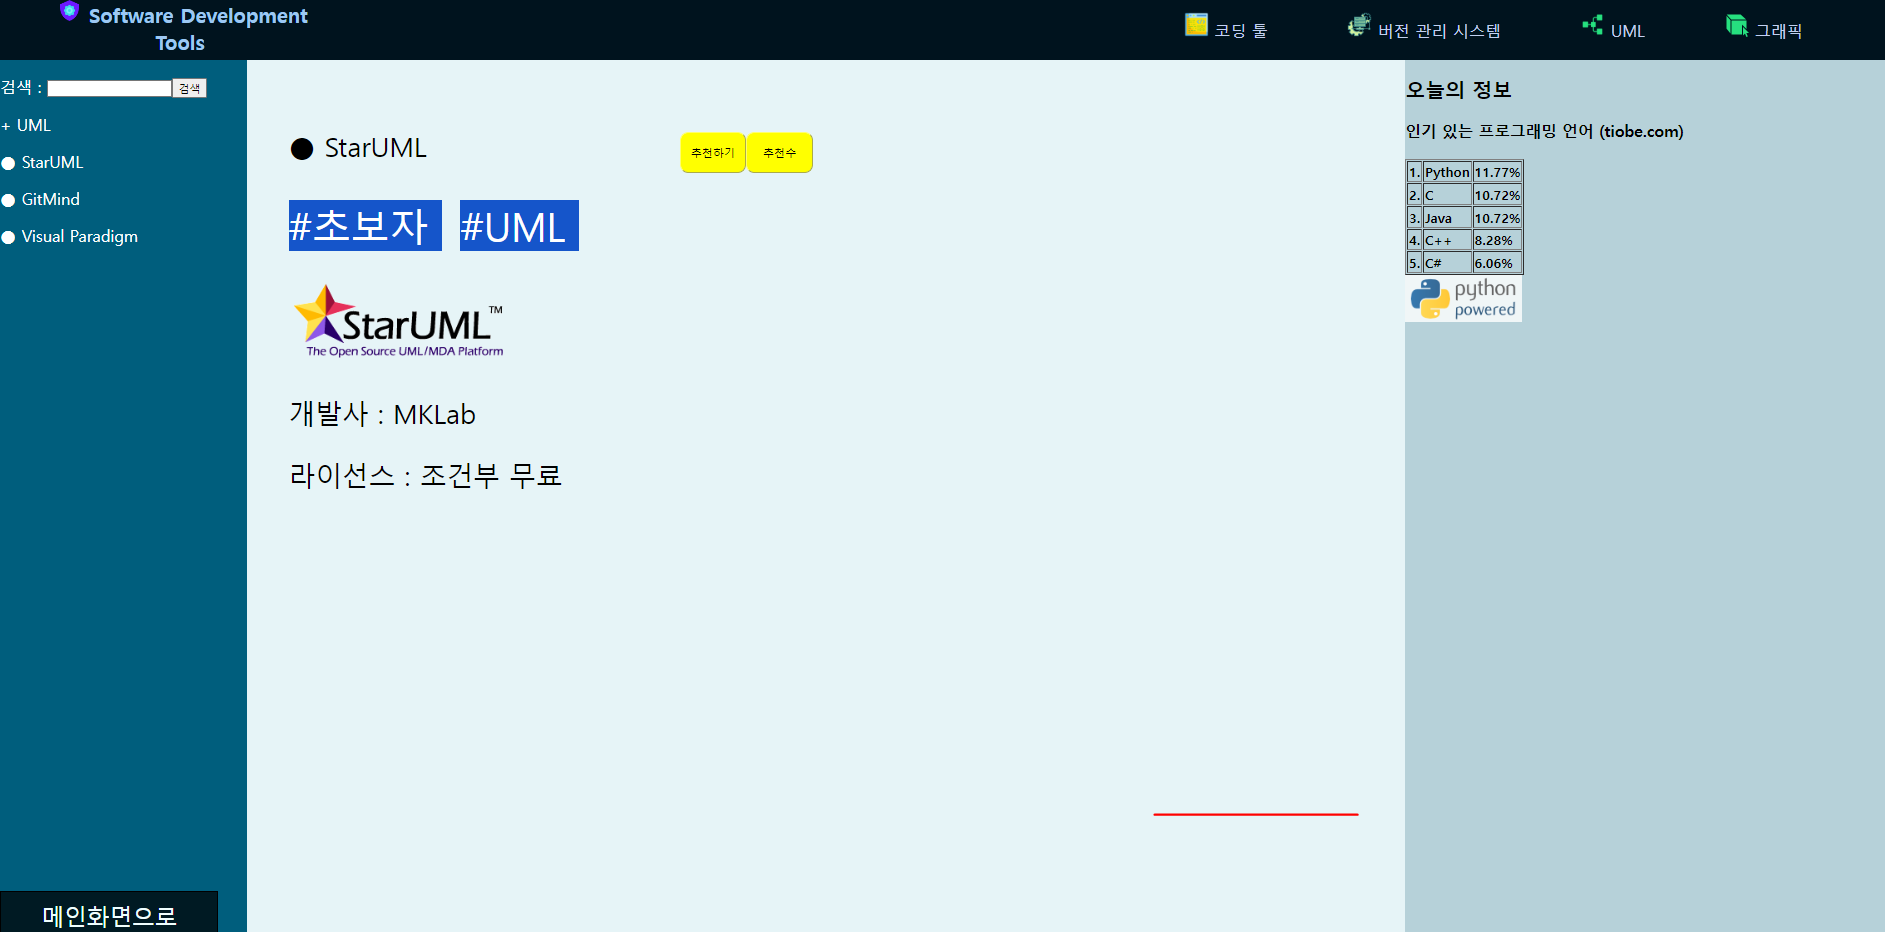 Software Development
Tools
코딩 툴
버전 관리 시스템
UML
그래픽
검색 :
검색
+ UML
● StarUML
● GitMind
● Visual Paradigm
메인화면으로
● StarUML
추천하기
추천수
#초보자 #UML
StarUML™
The Open Source UML/MDA Platform
개발사 : MKLab
라이선스 : 조건부 무료
오늘의 정보
인기 있는 프로그래밍 언어 (tiobe.com)
1. Python 11.77%
2. C 10.72%
3. Java 10.72%
4. C++ 8.28%
5. C# 6.06%
python
powered